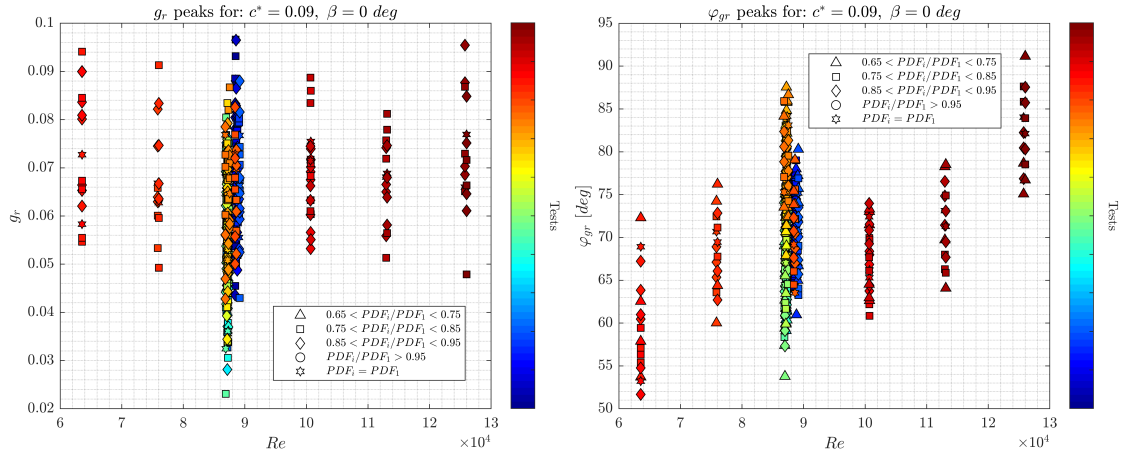 g_r peaks for: c* = 0.09, β = 0 deg
0.1
0.09
0.08
0.07
0.06
0.05
0.04
0.03
0.02
g_r
0.65 < PDF_i/PDF_1 < 0.75
0.75 < PDF_i/PDF_1 < 0.85
0.85 < PDF_i/PDF_1 < 0.95
PDF_i/PDF_1 > 0.95
PDF_i = PDF_1
6 7 8 9 10 11 12 13
Re
×10^4
Tests
φ_gr peaks for: c* = 0.09, β = 0 deg
95
90
85
80
75
70
65
60
55
50
φ_gr [deg]
0.65 < PDF_i/PDF_1 < 0.75
0.75 < PDF_i/PDF_1 < 0.85
0.85 < PDF_i/PDF_1 < 0.95
PDF_i/PDF_1 > 0.95
PDF_i = PDF_1
6 7 8 9 10 11 12 13
Re
×10^4
Tests